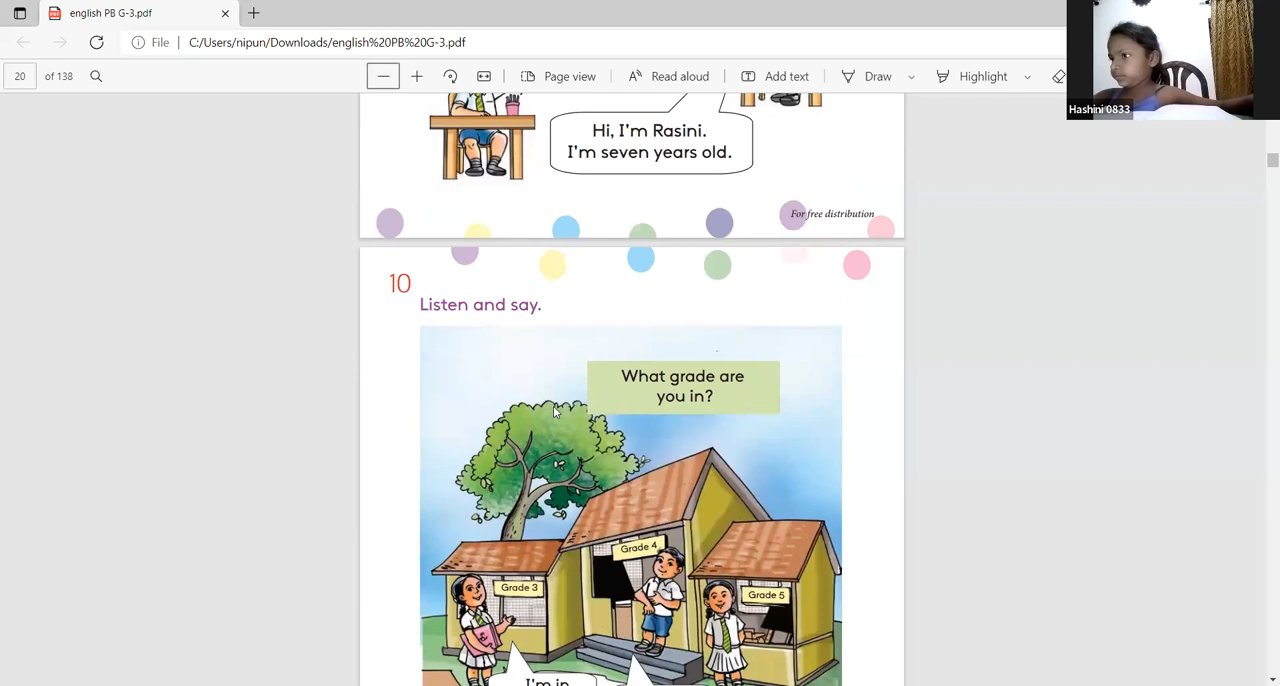 english PB G-3.pdf
File
C:/Users/nipun/Downloads/english%20PB%20G-3.pdf
20 of 138
Page view
Read aloud
Add text
Draw
Highlight
Hashini 0833
Hi, I'm Rasini.
I'm seven years old.
For free distribution
10
Listen and say.
What grade are
you in?
Grade 4
Grade 3
Grade 5
I'm in